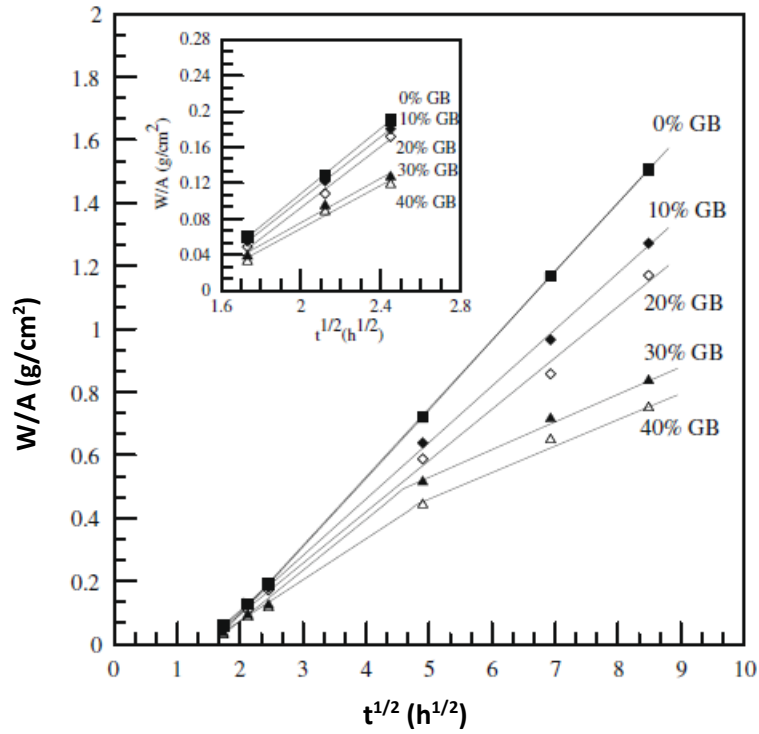 2
1.8
1.6
1.4
1.2
1
0.8
0.6
0.4
0.2
0
W/A (g/cm²)
0 1 2 3 4 5 6 7 8 9 10
t^1/2 (h^1/2)
0% GB
10% GB
20% GB
30% GB
40% GB
0.28
0.24
0.2
0.16
0.12
0.08
0.04
0
W/A (g/cm²)
1.6 2 2.4 2.8
t^1/2(h^1/2)
0% GB
10% GB
20% GB
30% GB
40% GB